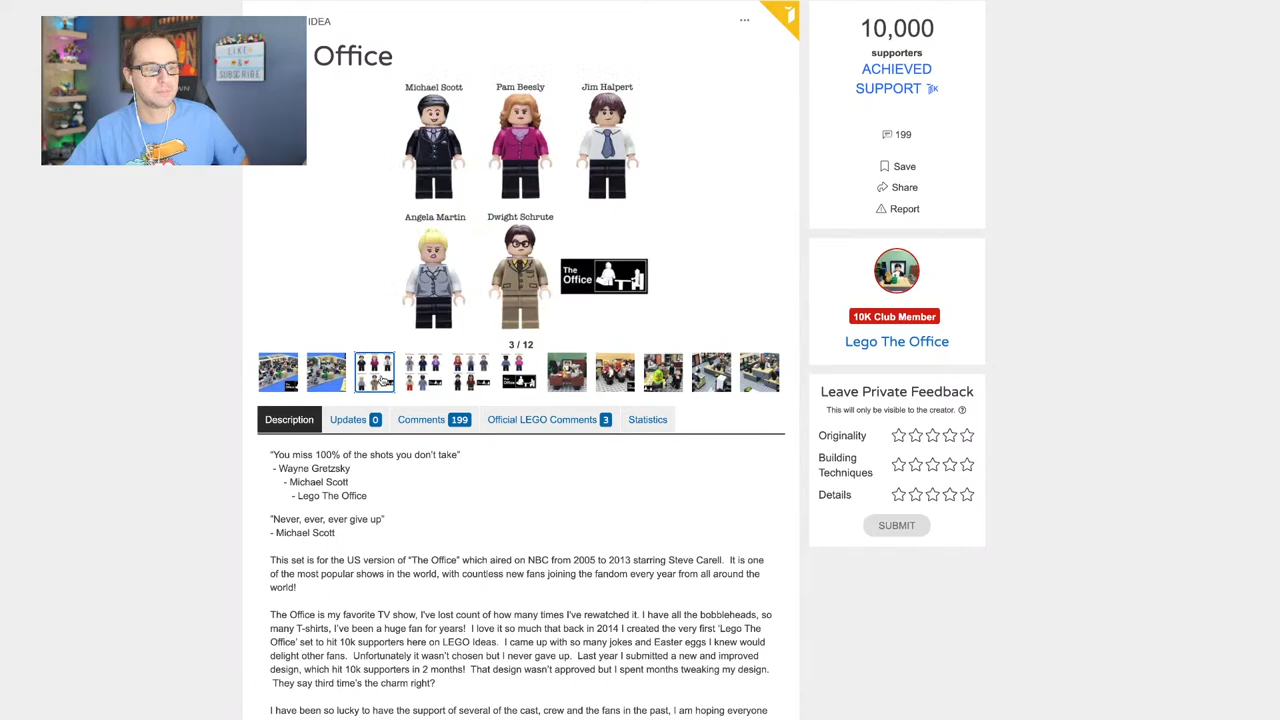 IDEA
Office
LIKE
&
SUBSCRIBE
Michael Scott
Pam Beesly
Jim Halpert
Angela Martin
Dwight Schrute
The
Office
3 / 12
Description
Updates 0
Comments 199
Official LEGO Comments 3
Statistics
"You miss 100% of the shots you don't take"
- Wayne Gretzsky
- Michael Scott
- Lego The Office
"Never, ever, ever give up"
- Michael Scott
This set is for the US version of "The Office" which aired on NBC from 2005 to 2013 starring Steve Carell. It is one
of the most popular shows in the world, with countless new fans joining the fandom every year from all around the
world!
The Office is my favorite TV show, I've lost count of how many times I've rewatched it. I have all the bobbleheads, so
many T-shirts, I've been a huge fan for years! I love it so much that back in 2014 I created the very first 'Lego The
Office' set to hit 10k supporters here on LEGO Ideas. I came up with so many jokes and Easter eggs I knew would
delight other fans. Unfortunately it wasn't chosen but I never gave up. Last year I submitted a new and improved
design, which hit 10k supporters in 2 months! That design wasn't approved but I spent months tweaking my design.
They say third time's the charm right?
I have been so lucky to have the support of several of the cast, crew and the fans in the past, I am hoping everyone
10,000
supporters
ACHIEVED
SUPPORT
199
Save
Share
Report
10K Club Member
Lego The Office
Leave Private Feedback
This will only be visible to the creator.
Originality
Building
Techniques
Details
SUBMIT